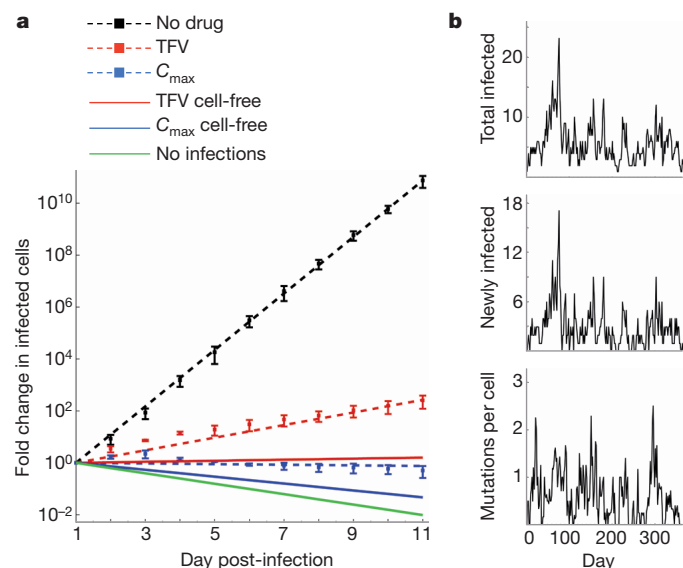 a
No drug
TFV
Cmax
TFV cell-free
Cmax cell-free
No infections
Fold change in infected cells
10^10
10^8
10^6
10^4
10^2
10^0
10^−2
1 3 5 7 9 11
Day post-infection
b
Total infected
20
10
Newly infected
18
12
6
Mutations per cell
3
2
1
0 100 200 300
Day